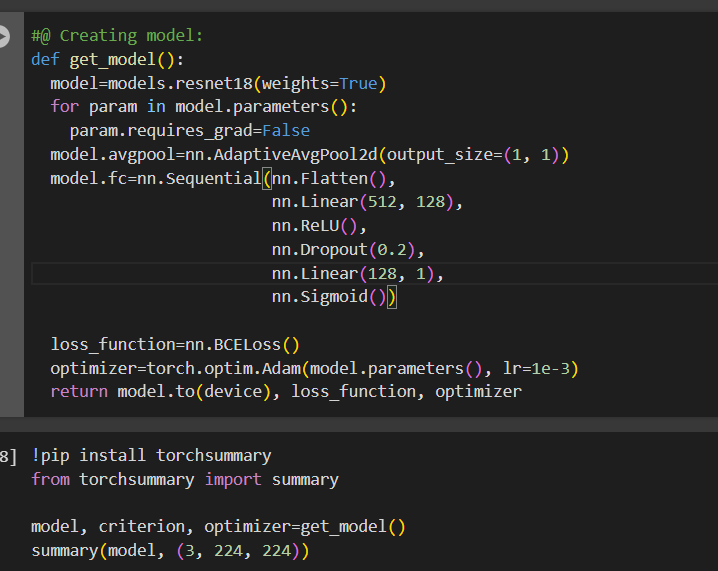 #@ Creating model:
def get_model():
  model=models.resnet18(weights=True)
  for param in model.parameters():
    param.requires_grad=False
  model.avgpool=nn.AdaptiveAvgPool2d(output_size=(1, 1))
  model.fc=nn.Sequential(nn.Flatten(),
                         nn.Linear(512, 128),
                         nn.ReLU(),
                         nn.Dropout(0.2),
                         nn.Linear(128, 1),
                         nn.Sigmoid())
  loss_function=nn.BCELoss()
  optimizer=torch.optim.Adam(model.parameters(), lr=1e-3)
  return model.to(device), loss_function, optimizer
8] !pip install torchsummary
from torchsummary import summary
model, criterion, optimizer=get_model()
summary(model, (3, 224, 224))